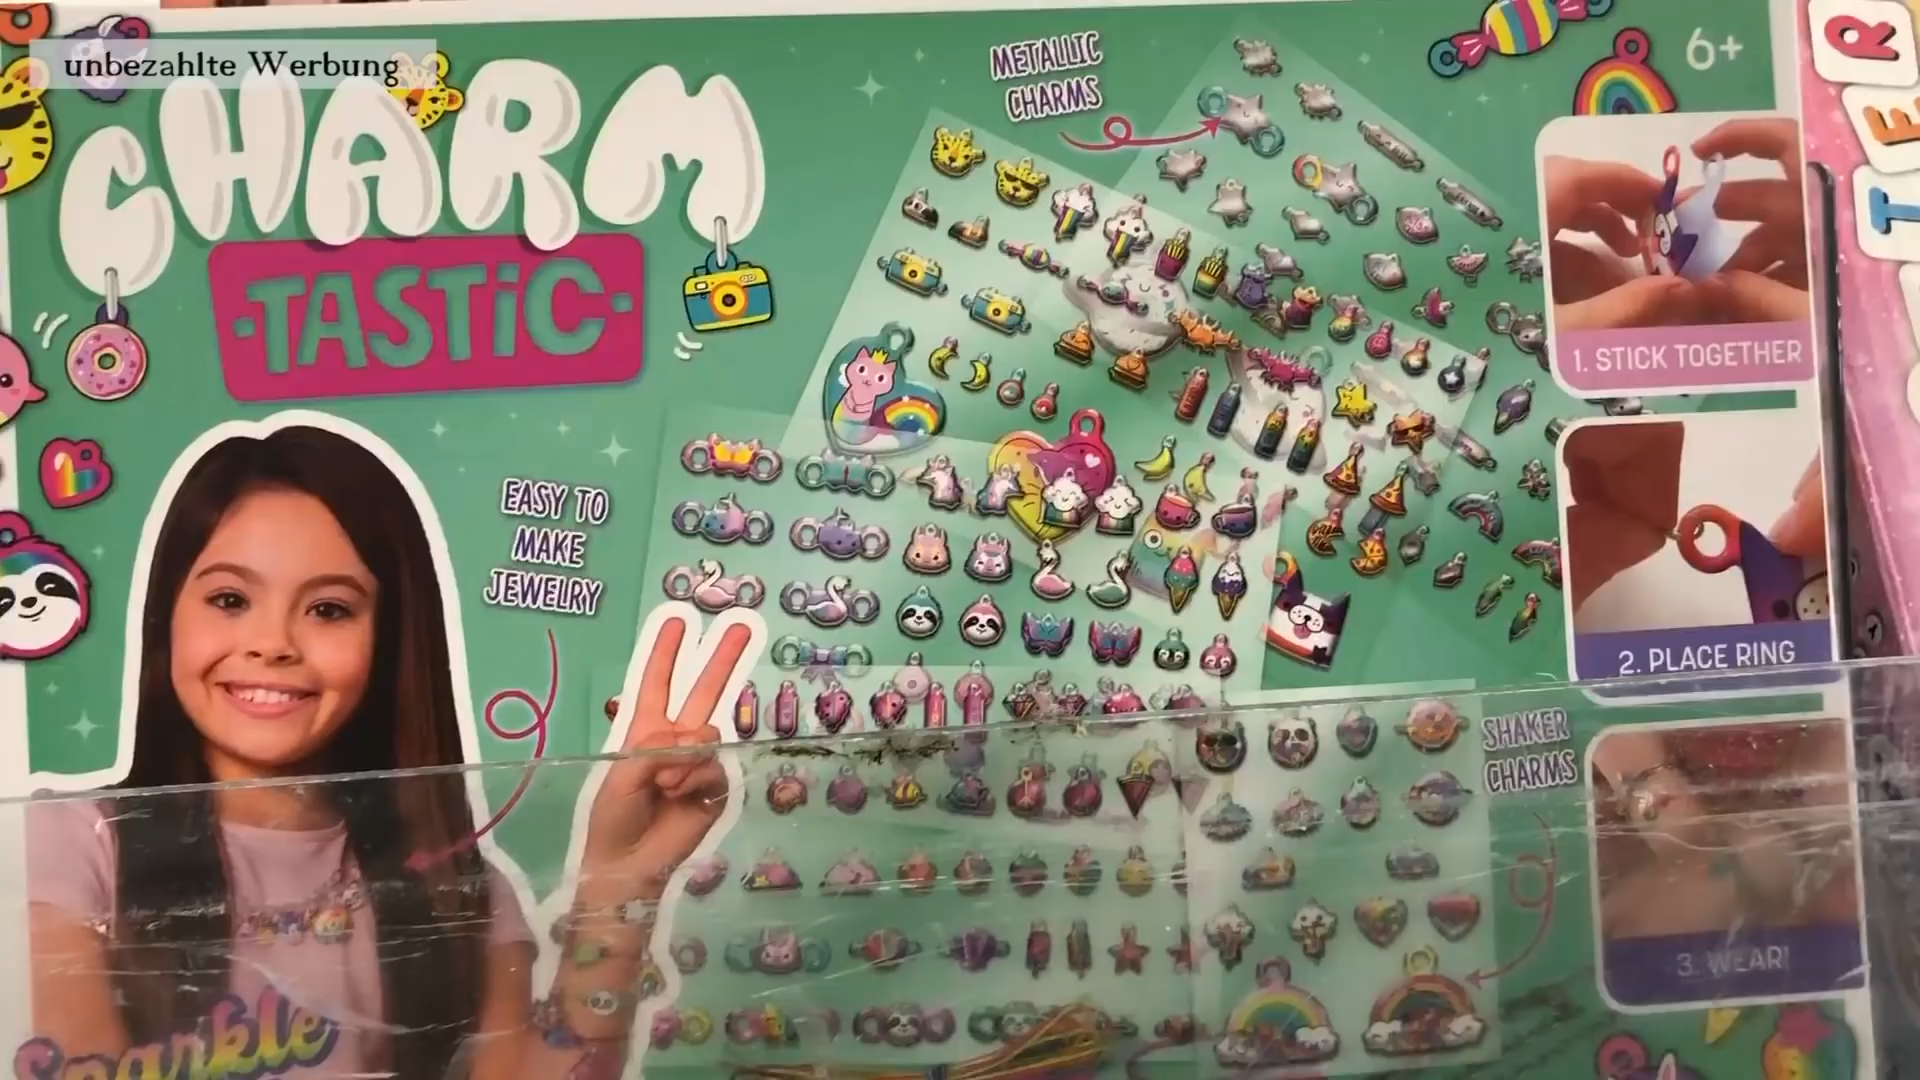 unbezahlte Werbung
CHARM
·TASTiC·
METALLIC
CHARMS
6+
EASY TO
MAKE
JEWELRY
1. STICK TOGETHER
2. PLACE RING
SHAKER
CHARMS
3. WEAR!
Sparkle